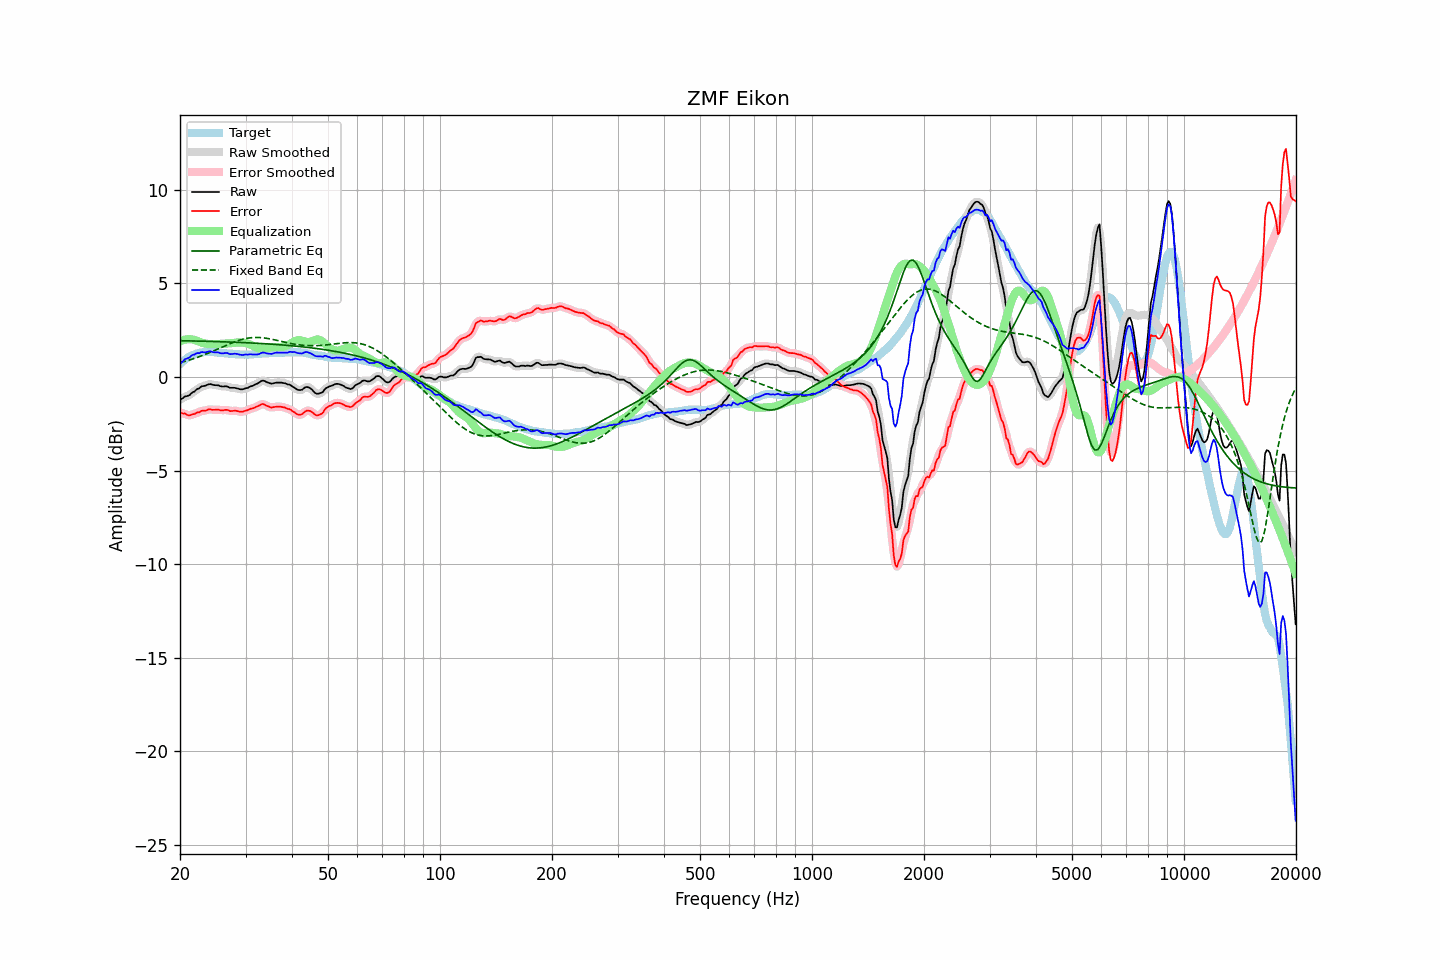 ZMF Eikon
Target
Raw Smoothed
Error Smoothed
Raw
Error
Equalization
Parametric Eq
Fixed Band Eq
Equalized
10
5
0
−5
−10
−15
−20
−25
Amplitude (dBr)
20
50
100
200
500
1000
2000
5000
10000
20000
Frequency (Hz)